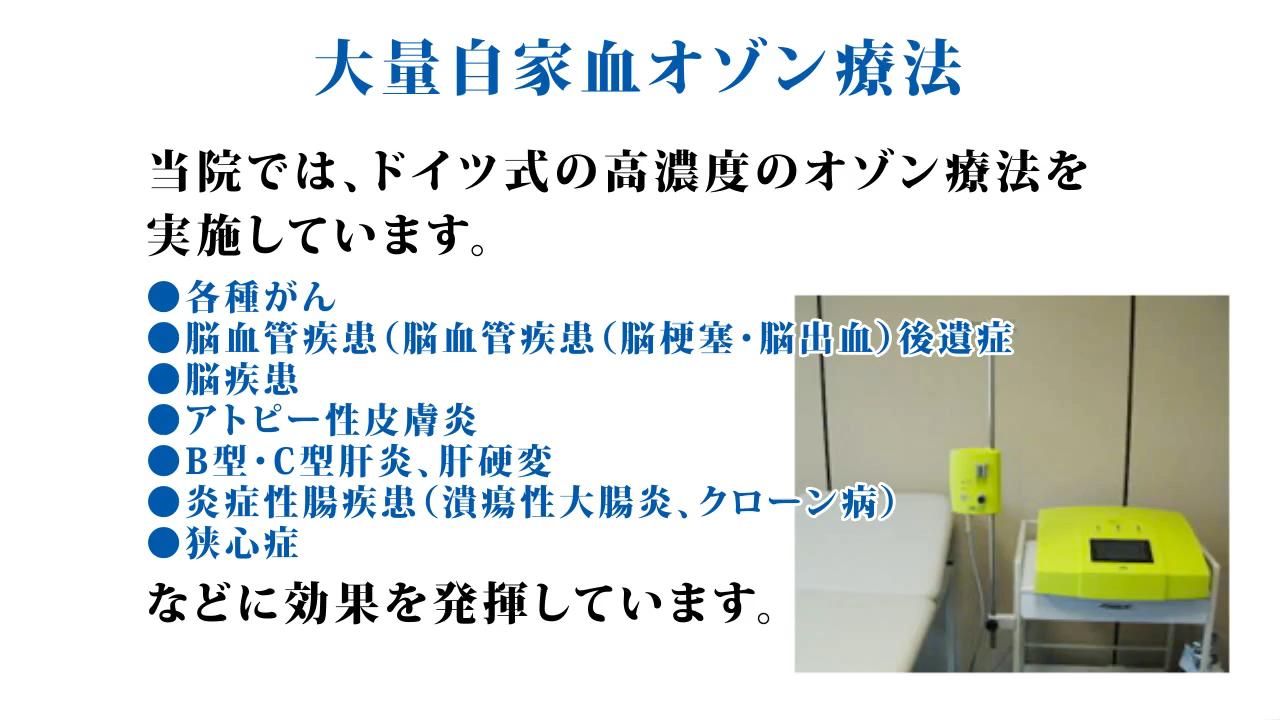 大量自家血オゾン療法
当院では、ドイツ式の高濃度のオゾン療法を
実施しています。
●各種がん
●脳血管疾患(脳血管疾患(脳梗塞・脳出血)後遺症
●脳疾患
●アトピー性皮膚炎
●B型・C型肝炎、肝硬変
●炎症性腸疾患(潰瘍性大腸炎、クローン病)
●狭心症
などに効果を発揮しています。